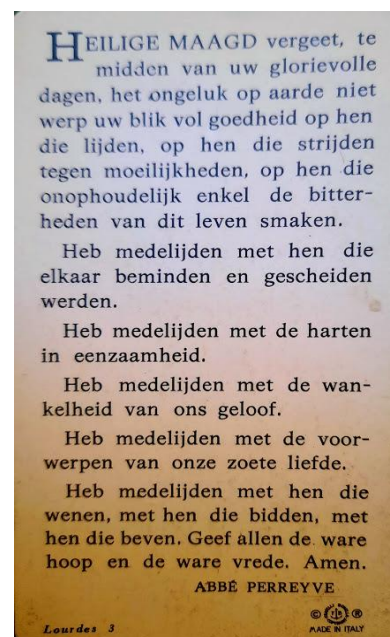 HEILIGE MAAGD vergeet, te
midden van uw glorievolle
dagen, het ongeluk op aarde niet
werp uw blik vol goedheid op hen
die lijden, op hen die strijden
tegen moeilijkheden, op hen die
onophoudelijk enkel de bitter-
heden van dit leven smaken.
Heb medelijden met hen die
elkaar beminden en gescheiden
werden.
Heb medelijden met de harten
in eenzaamheid.
Heb medelijden met de wan-
kelheid van ons geloof.
Heb medelijden met de voor-
werpen van onze zoete liefde.
Heb medelijden met hen die
wenen, met hen die bidden, met
hen die beven. Geef allen de ware
hoop en de ware vrede. Amen.
ABBÉ PERREYVE
Lourdes 3
© ®
MADE IN ITALY